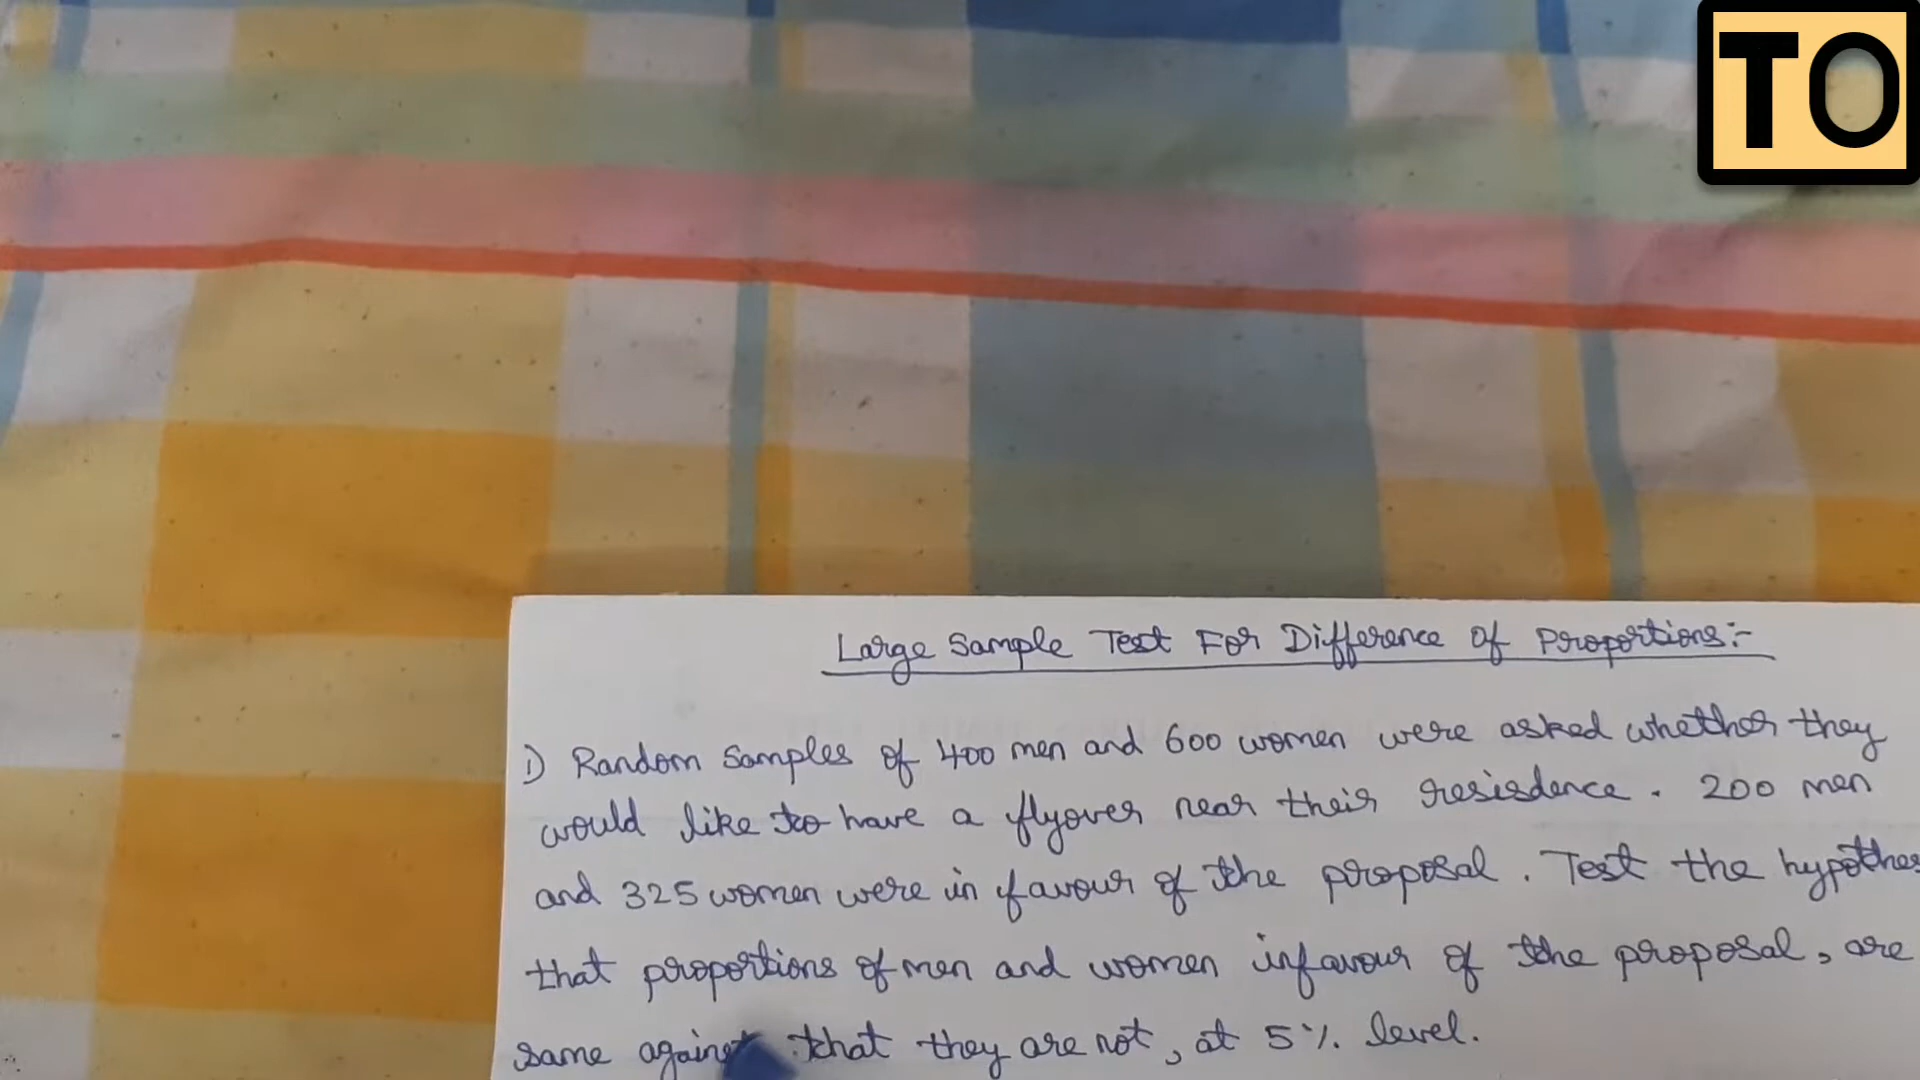 TO
Large Sample Test For Difference Of Proportions:-
1) Random Samples of 400 men and 600 women were asked whether they
would like to have a flyover near their resisdence. 200 men
and 325 women were in favour of the proposal. Test the hypothes
that proportions of men and women infavour of the proposal, are
same against that they are not, at 5% level.